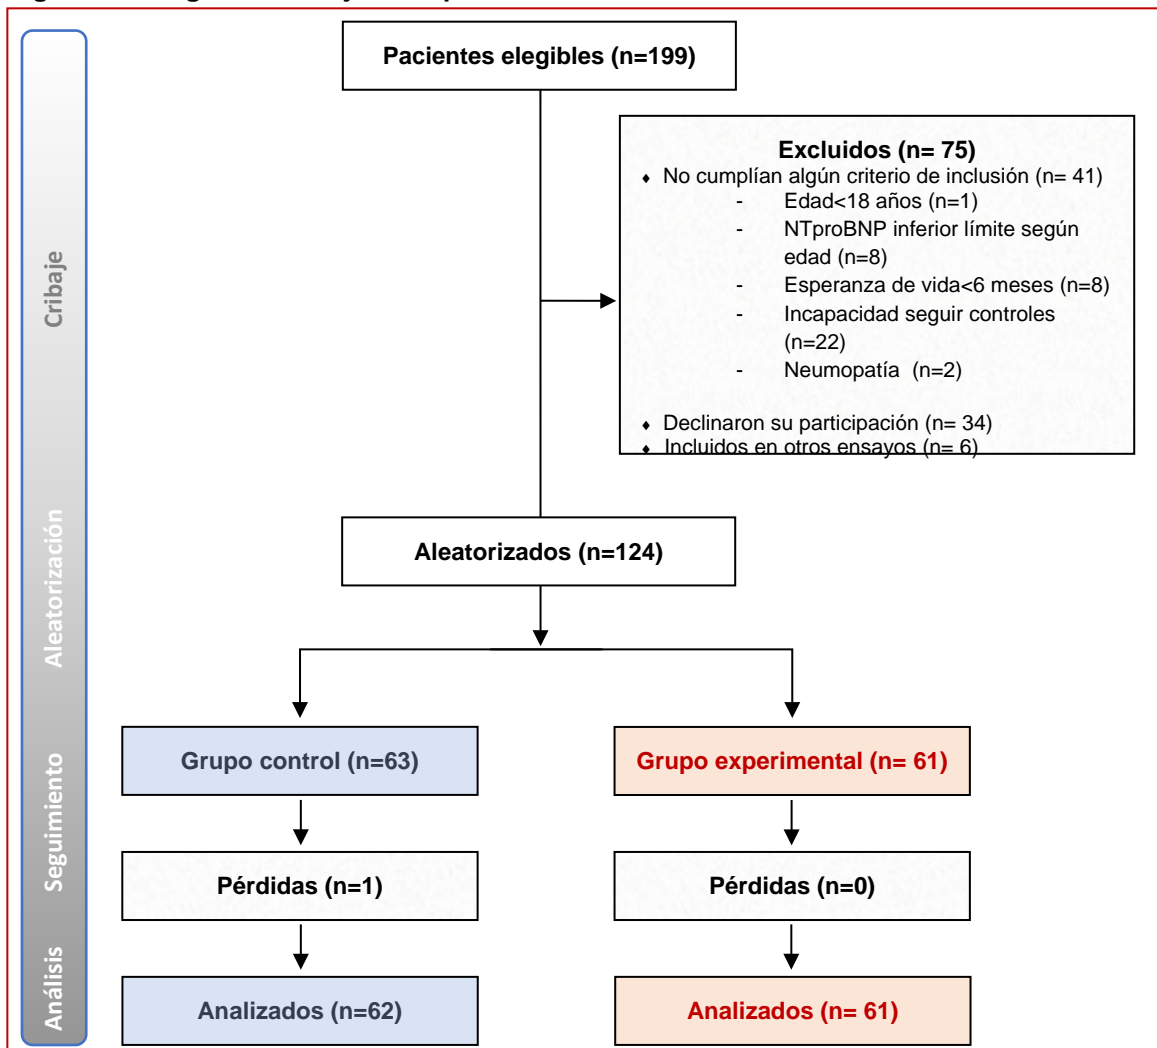 Pacientes elegibles (n=199)
Excluidos (n= 75)
♦ No cumplían algún criterio de inclusión (n= 41)
- Edad<18 años (n=1)
- NTproBNP inferior límite según
edad (n=8)
- Esperanza de vida<6 meses (n=8)
- Incapacidad seguir controles
(n=22)
- Neumopatía (n=2)
♦ Declinaron su participación (n= 34)
♦ Incluidos en otros ensayos (n= 6)
Cribaje
Aleatorizados (n=124)
Aleatorización
Grupo control (n=63)
Grupo experimental (n= 61)
Seguimiento
Pérdidas (n=1)
Pérdidas (n=0)
Análisis
Analizados (n=62)
Analizados (n= 61)